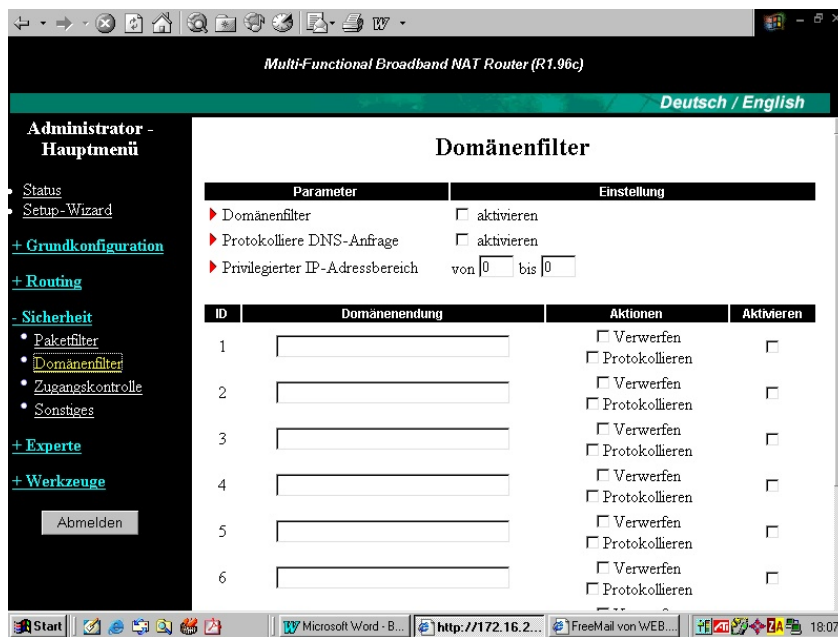 Multi-Functional Broadband NAT Router (R1.96c)
Deutsch / English
Administrator -
Hauptmenü
Status
Setup-Wizard
+ Grundkonfiguration
+ Routing
- Sicherheit
Paketfilter
Domänenfilter
Zugangskontrolle
Sonstiges
+ Experte
+ Werkzeuge
Abmelden
Domänenfilter
Parameter Einstellung
Domänenfilter aktivieren
Protokolliere DNS-Anfrage aktivieren
Privilegierter IP-Adressbereich von 0 bis 0
ID Domänenendung Aktionen Aktivieren
1 Verwerfen
Protokollieren
2 Verwerfen
Protokollieren
3 Verwerfen
Protokollieren
4 Verwerfen
Protokollieren
5 Verwerfen
Protokollieren
6 Verwerfen
Protokollieren
Start Microsoft Word - B... http://172.16.2... FreeMail von WEB.... ZA 18:08